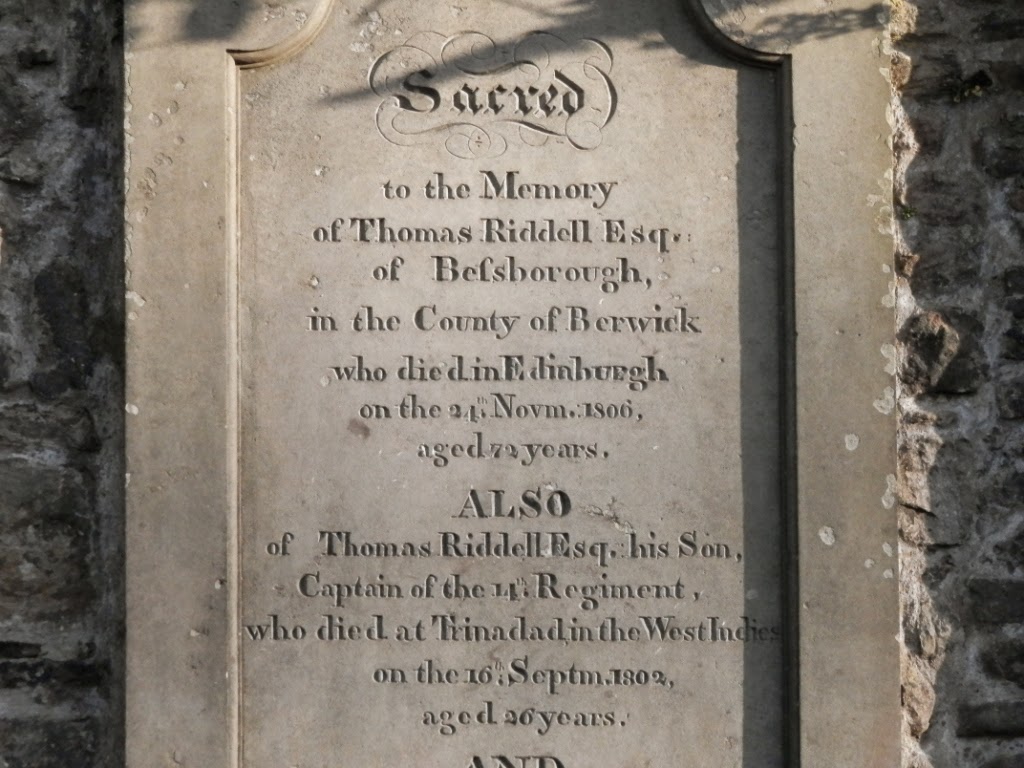 Sacred
to the Memory
of Thomas Riddell Esq.
of Beſsborough,
in the County of Berwick
who died in Edinburgh
on the 24th Novm. 1806,
aged 72 years.
ALSO
of Thomas Riddell Esq. his Son,
Captain of the 14th Regiment,
who died at Trinadad in the West Indies
on the 16th Septm. 1802,
aged 26 years.
AND